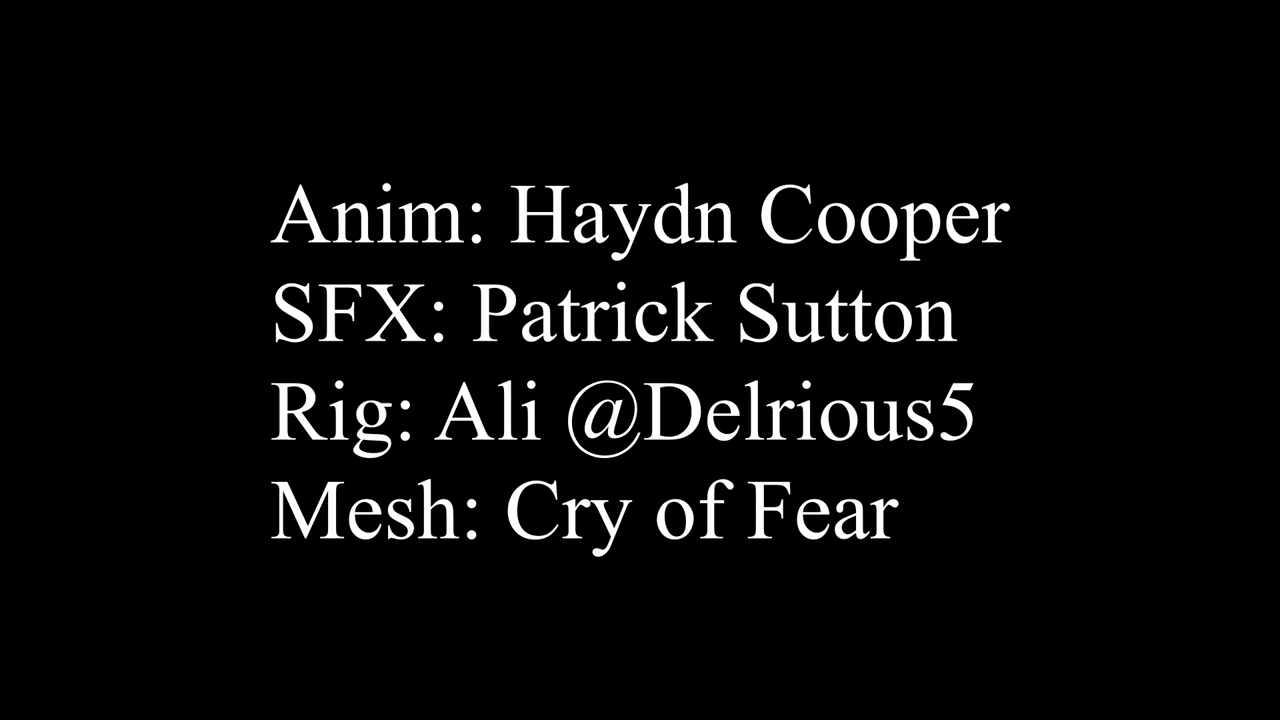 Anim: Haydn Cooper
SFX: Patrick Sutton
Rig: Ali @Delrious5
Mesh: Cry of Fear